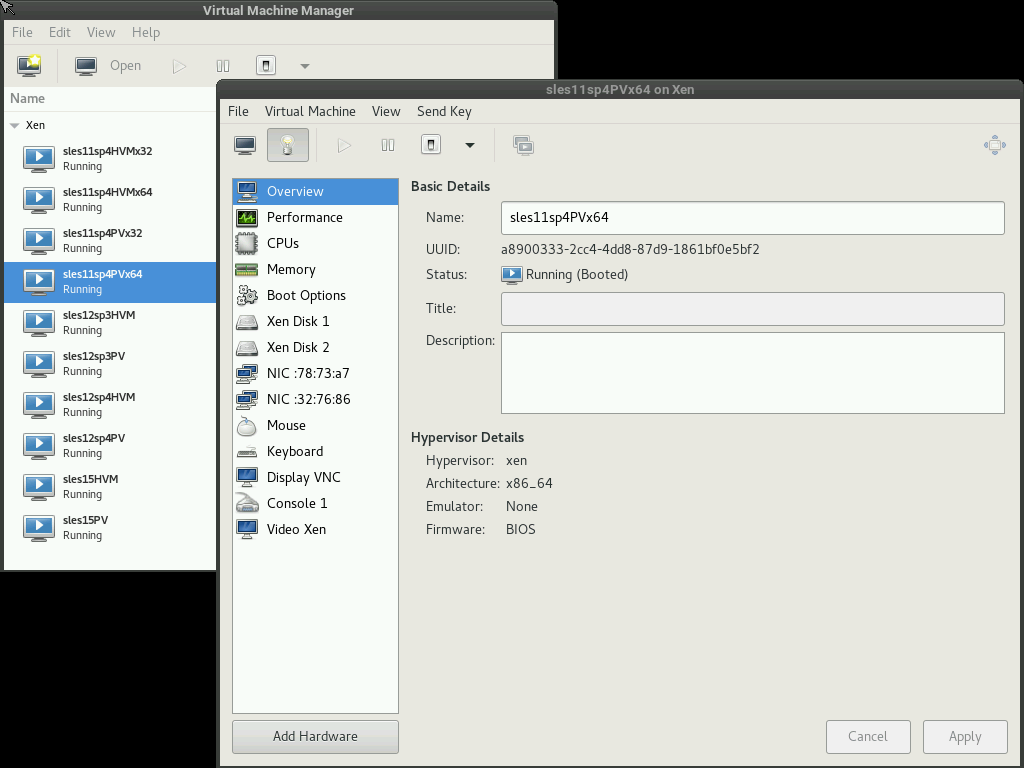 Virtual Machine Manager
File Edit View Help
Open
Name
Xen
sles11sp4HVMx32
Running
sles11sp4HVMx64
Running
sles11sp4PVx32
Running
sles11sp4PVx64
Running
sles12sp3HVM
Running
sles12sp3PV
Running
sles12sp4HVM
Running
sles12sp4PV
Running
sles15HVM
Running
sles15PV
Running
sles11sp4PVx64 on Xen
File Virtual Machine View Send Key
Overview
Performance
CPUs
Memory
Boot Options
Xen Disk 1
Xen Disk 2
NIC :78:73:a7
NIC :32:76:86
Mouse
Keyboard
Display VNC
Console 1
Video Xen
Add Hardware
Basic Details
Name: sles11sp4PVx64
UUID: a8900333-2cc4-4dd8-87d9-1861bf0e5bf2
Status: Running (Booted)
Title:
Description:
Hypervisor Details
Hypervisor: xen
Architecture: x86_64
Emulator: None
Firmware: BIOS
Cancel Apply